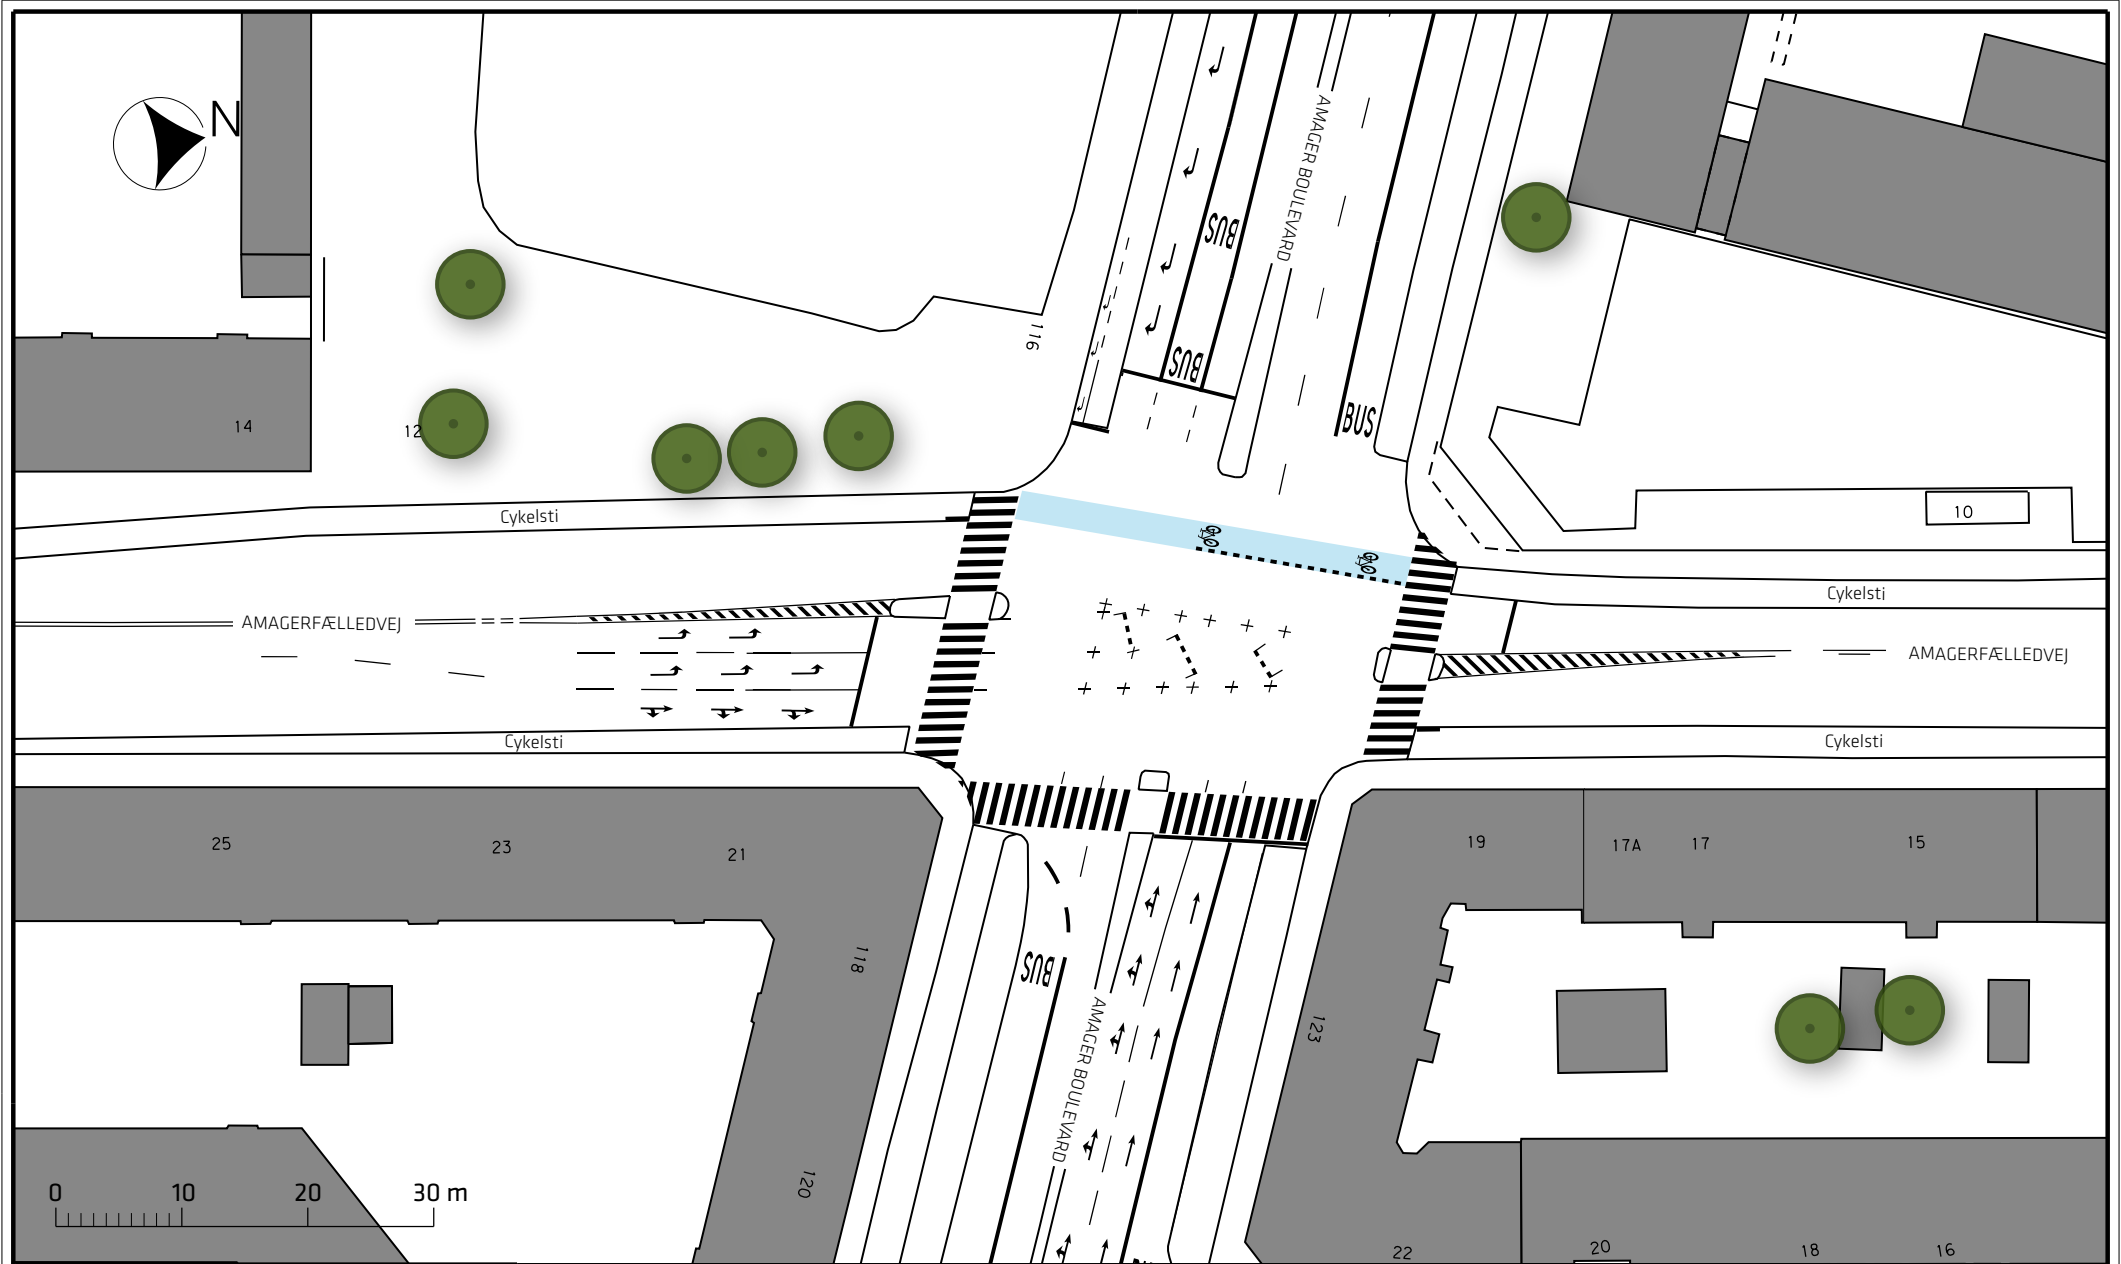 N
AMAGER BOULEVARD
BUS
BUS
BUS
116
14
12
Cykelsti
10
Cykelsti
AMAGERFÆLLEDVEJ
AMAGERFÆLLEDVEJ
Cykelsti
Cykelsti
25
23
21
19
17A
17
15
118
BUS
AMAGER BOULEVARD
123
120
0 10 20 30 m
22
20
18
16